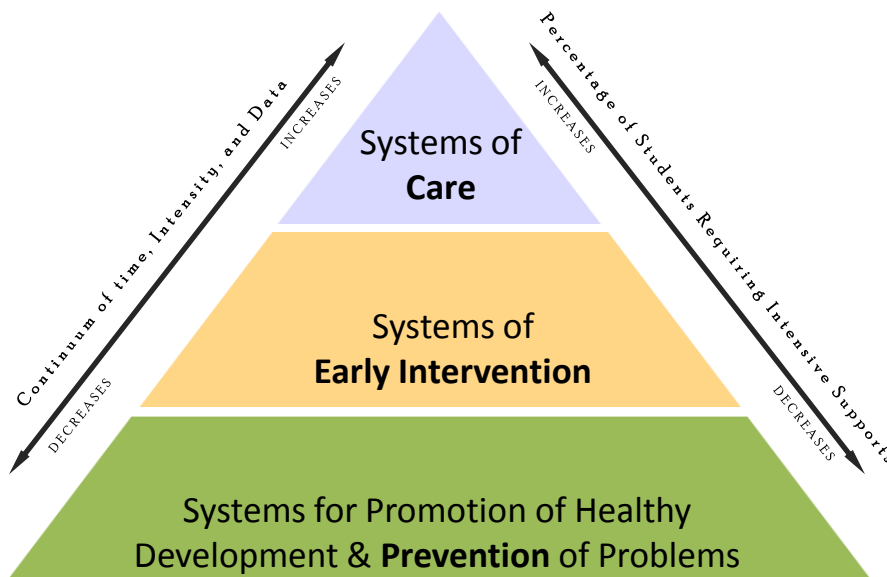 Continuum of time, Intensity, and Data
INCREASES
DECREASES
Percentage of Students Requiring Intensive Supports
INCREASES
DECREASES
Systems of
Care
Systems of
Early Intervention
Systems for Promotion of Healthy
Development & Prevention of Problems